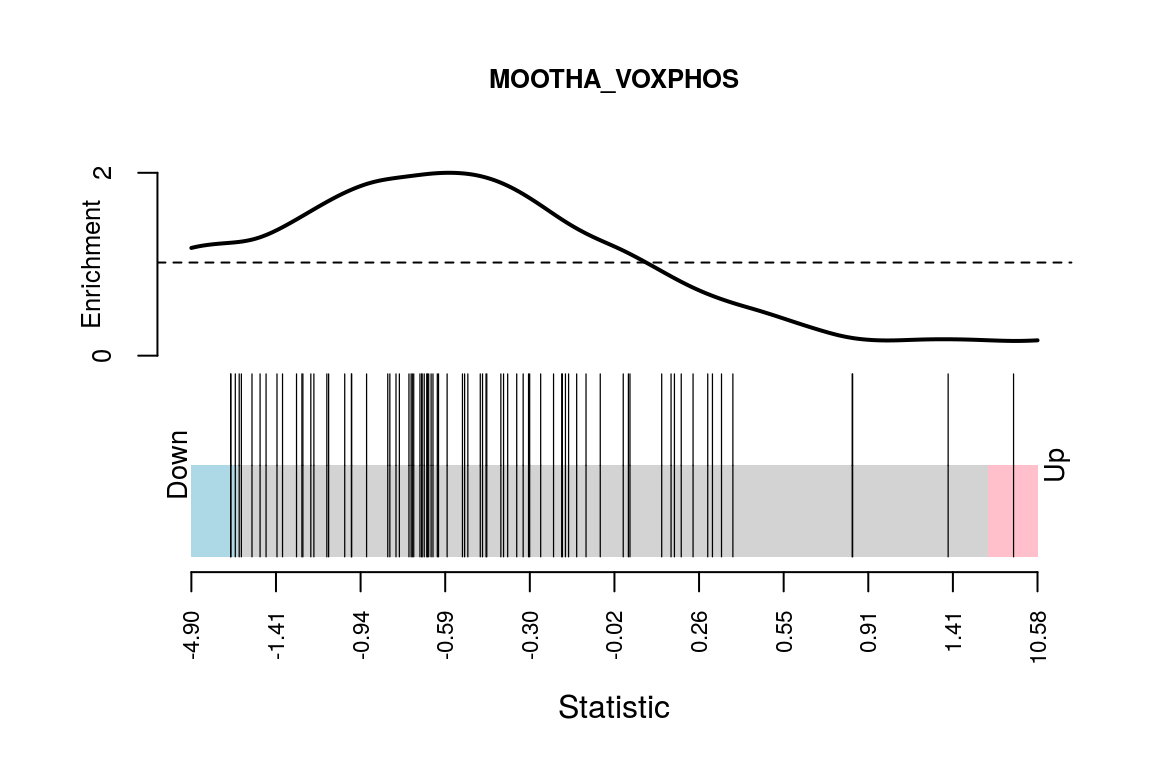 MOOTHA_VOXPHOS
Enrichment
2
0
Down
Up
-4.90
-1.41
-0.94
-0.59
-0.30
-0.02
0.26
0.55
0.91
1.41
10.58
Statistic